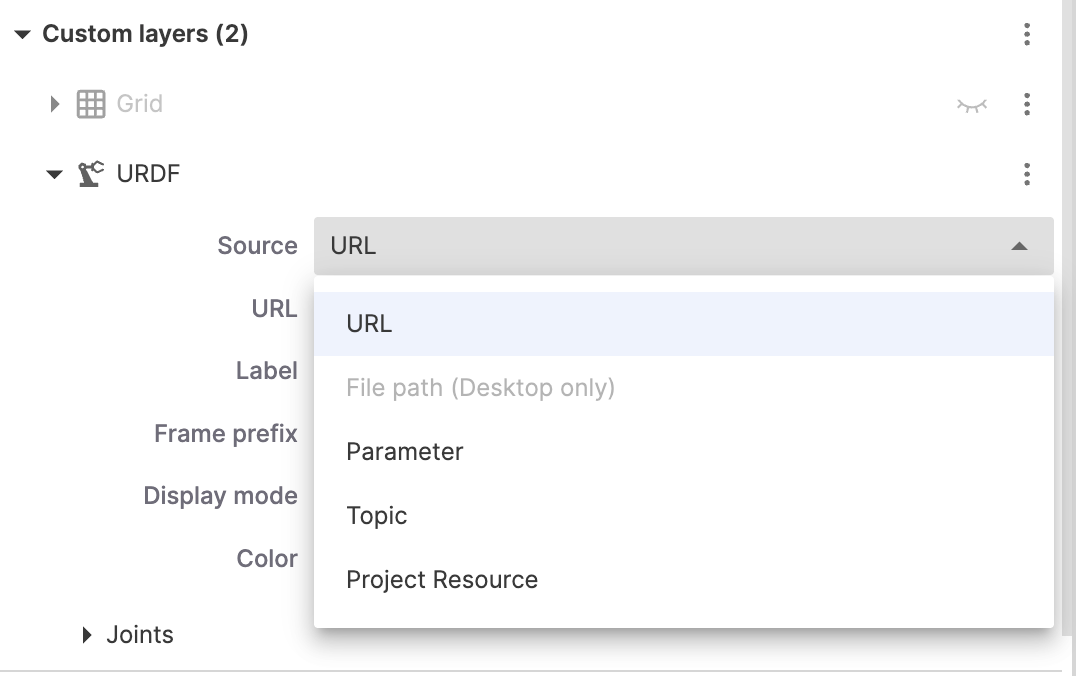 Custom layers (2)
Grid
URDF
Source URL
URL
URL
File path (Desktop only)
Label
Parameter
Frame prefix
Topic
Display mode
Project Resource
Color
Joints